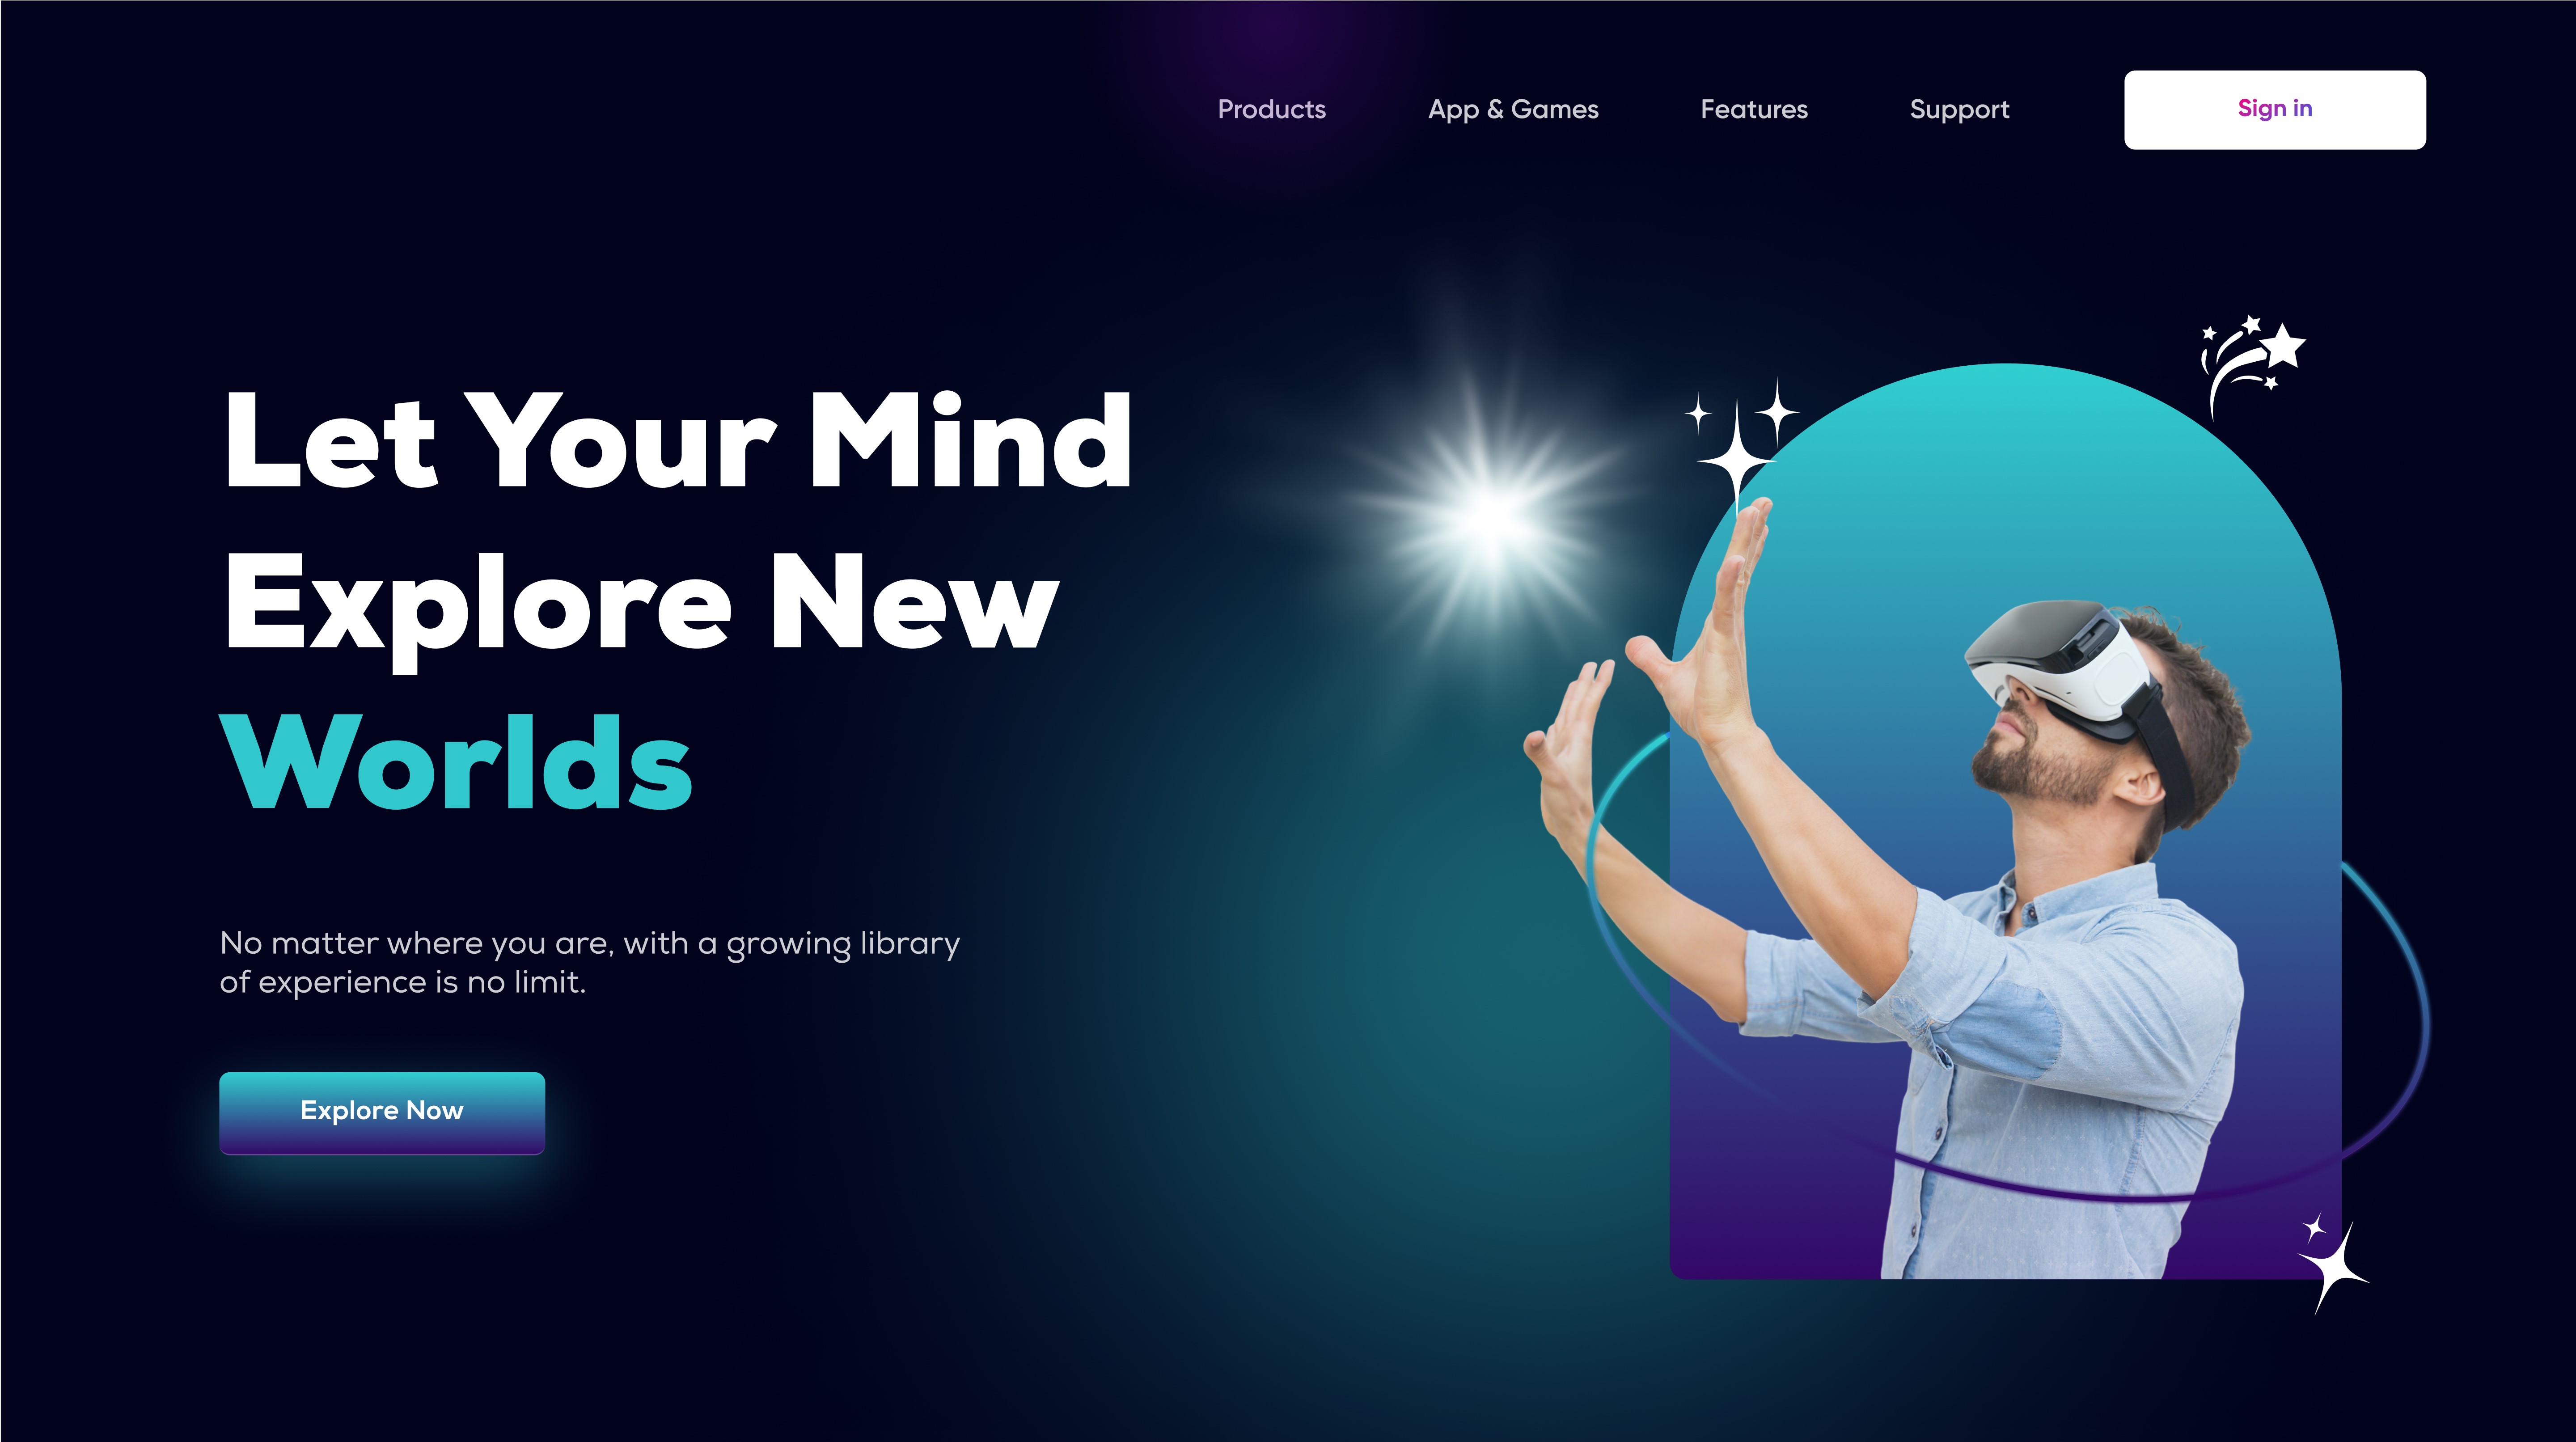 Products App & Games Features Support Sign in
Let Your Mind
Explore New
Worlds
No matter where you are, with a growing library
of experience is no limit.
Explore Now